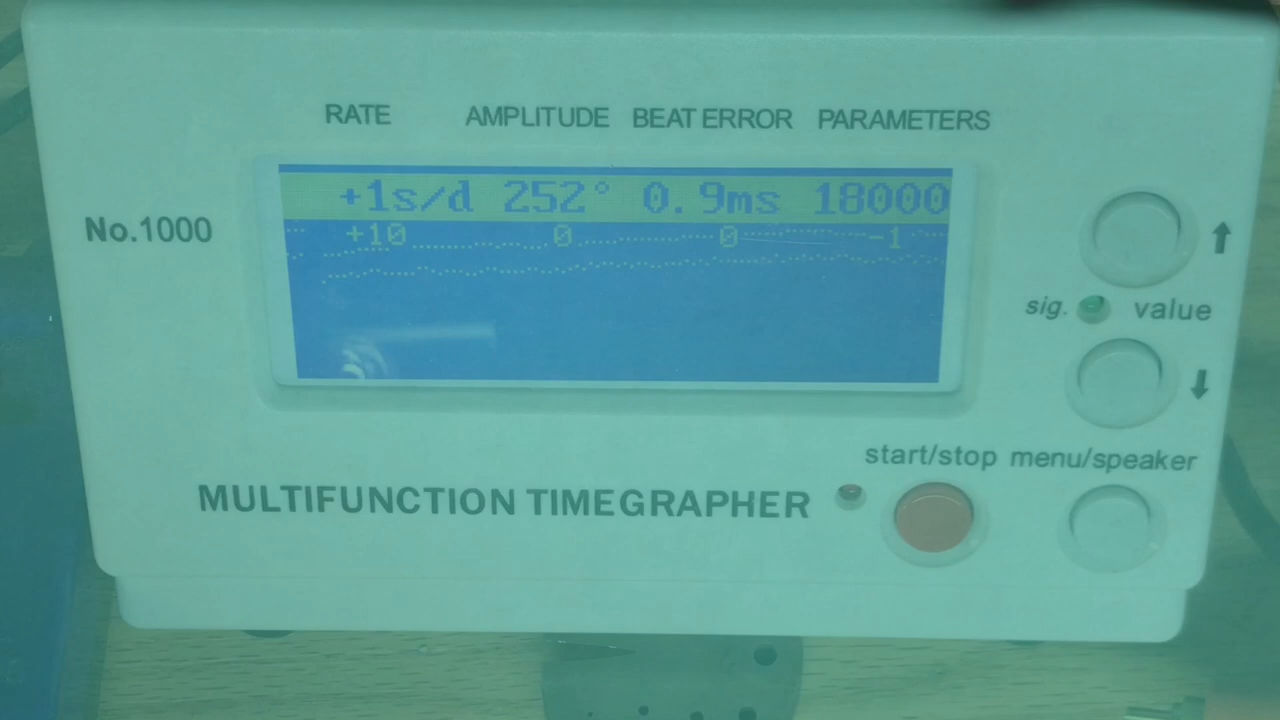 RATE AMPLITUDE BEAT ERROR PARAMETERS
+1s/d 252° 0.9ms 18000
+10 0 0 -1
No.1000
sig. value
start/stop menu/speaker
MULTIFUNCTION TIMEGRAPHER